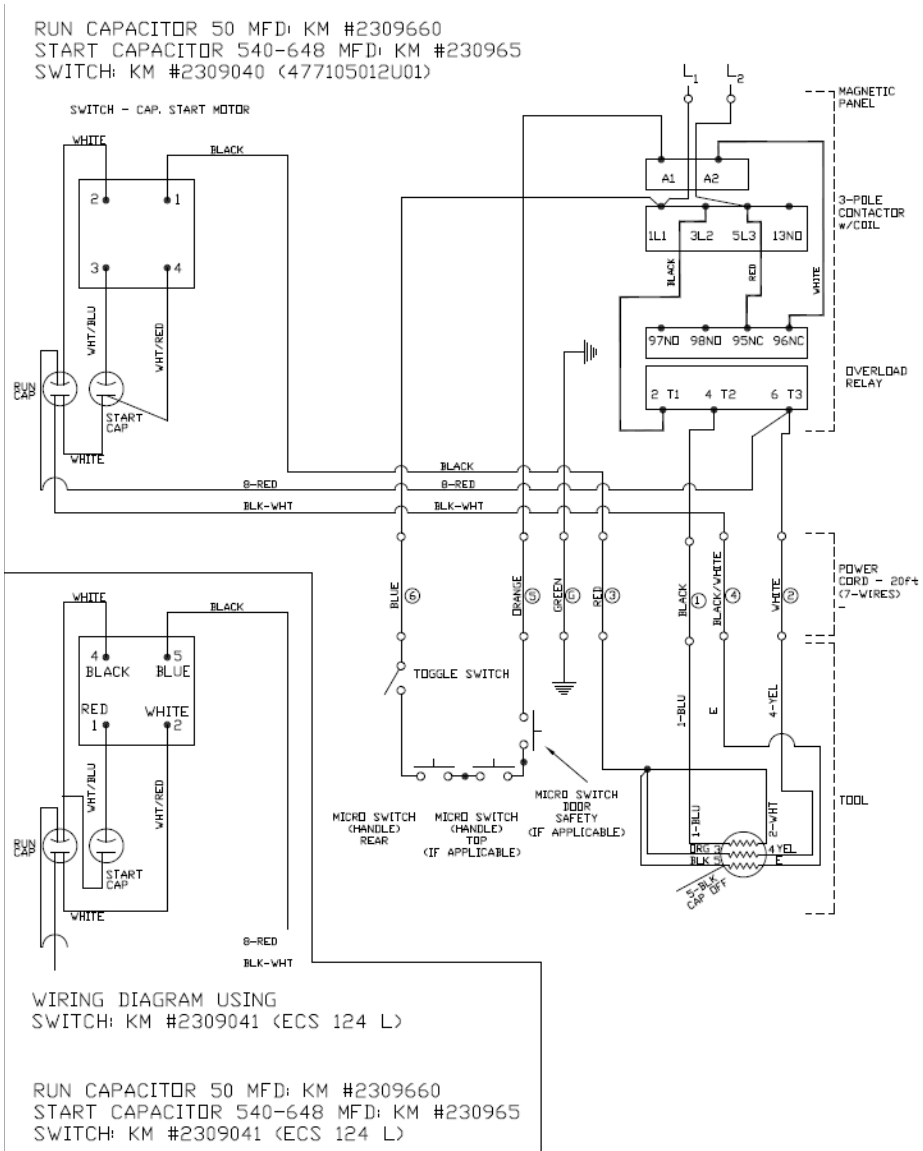 RUN CAPACITOR 50 MFD: KM #2309660
START CAPACITOR 540-648 MFD: KM #230965
SWITCH: KM #2309040 (477105012U01)
SWITCH - CAP. START MOTOR
WHITE
BLACK
2
1
3
4
WHT/BLU
WHT/RED
RUN
CAP
START
CAP
WHITE
8-RED
BLK-WHT
L1
L2
MAGNETIC
PANEL
A1
A2
3-POLE
CONTACTOR
w/COIL
1L1
3L2
5L3
13NO
BLACK
RED
WHITE
97NO
98NO
95NC
96NC
OVERLOAD
RELAY
2 T1
4 T2
6 T3
BLACK
8-RED
BLK-WHT
BLUE
6
ORANGE
5
GREEN
G
RED
3
BLACK
1
BLACK/WHITE
4
WHITE
2
POWER
CORD - 20ft
(7-WIRES)
-
TOGGLE SWITCH
1-BLU
E
4-YEL
MICRO SWITCH
(HANDLE)
REAR
MICRO SWITCH
(HANDLE)
TOP
(IF APPLICABLE)
MICRO SWITCH
DOOR
SAFETY
(IF APPLICABLE)
TOOL
1-BLU
2-WHT
ORG 3
4 YEL
BLK 5
E
5-BLK
CAP OFF
WHITE
BLACK
4
BLACK
5
BLUE
RED
1
WHITE
2
WHT/BLU
WHT/RED
RUN
CAP
START
CAP
WHITE
8-RED
BLK-WHT
WIRING DIAGRAM USING
SWITCH: KM #2309041 (ECS 124 L)
RUN CAPACITOR 50 MFD: KM #2309660
START CAPACITOR 540-648 MFD: KM #230965
SWITCH: KM #2309041 (ECS 124 L)